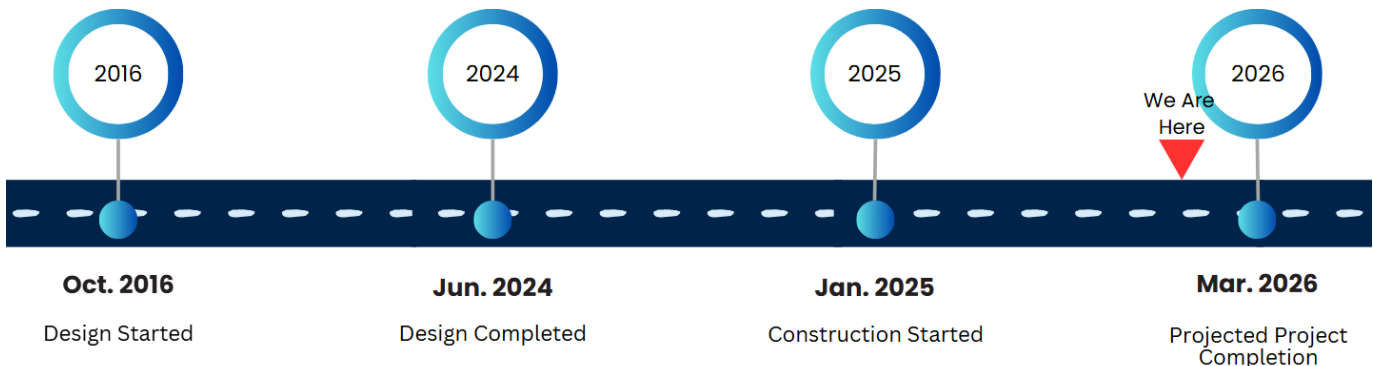 2016
2024
2025
2026
We Are
Here
Oct. 2016
Jun. 2024
Jan. 2025
Mar. 2026
Design Started
Design Completed
Construction Started
Projected Project
Completion